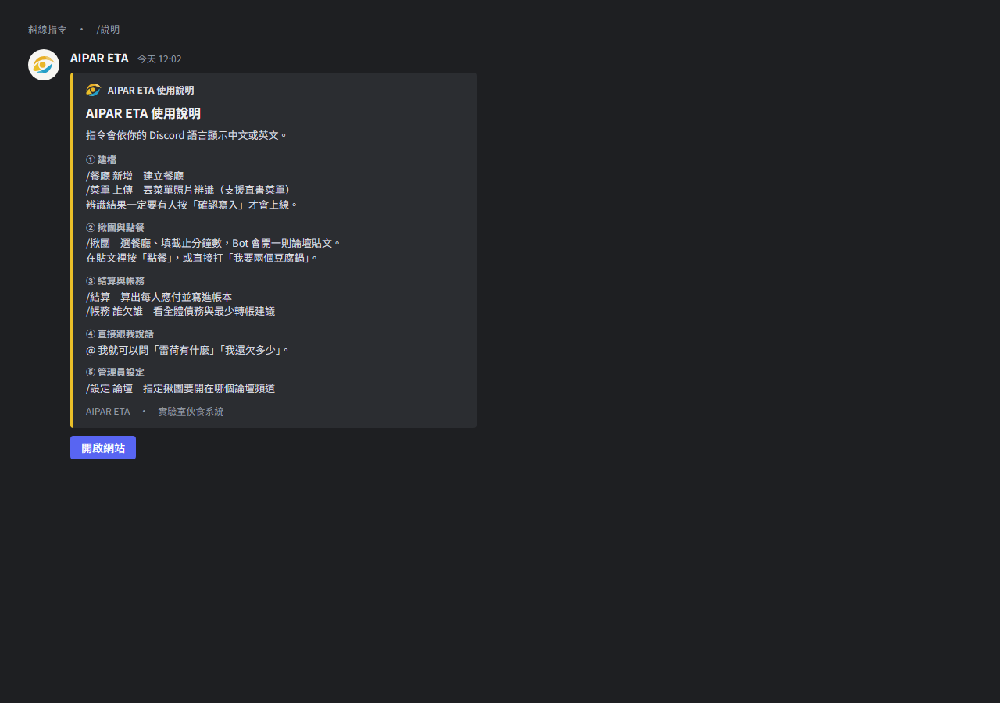 斜線指令 ・ /說明
AIPAR ETA 今天 12:02
AIPAR ETA 使用說明
AIPAR ETA 使用說明
指令會依你的 Discord 語言顯示中文或英文。
① 建檔
/餐廳 新增 建立餐廳
/菜單 上傳 丟菜單照片辨識（支援直書菜單）
辨識結果一定要有人按「確認寫入」才會上線。
② 揪團與點餐
/揪團 選餐廳、填截止分鐘數，Bot 會開一則論壇貼文。
在貼文裡按「點餐」，或直接打「我要兩個豆腐鍋」。
③ 結算與帳務
/結算 算出每人應付並寫進帳本
/帳務 誰欠誰 看全體債務與最少轉帳建議
④ 直接跟我說話
@ 我就可以問「雷荷有什麼」「我還欠多少」。
⑤ 管理員設定
/設定 論壇 指定揪團要開在哪個論壇頻道
AIPAR ETA ・ 實驗室伙食系統
開啟網站